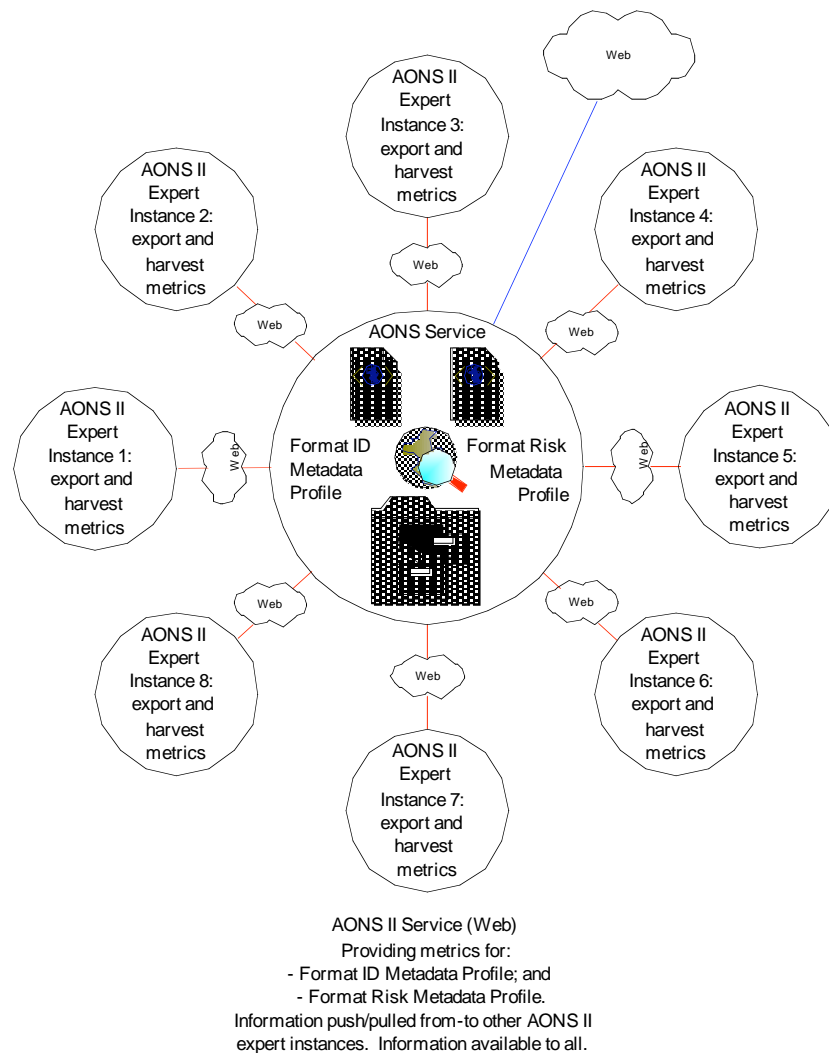 Web
AONS II
Expert
Instance 3:
export and
harvest
metrics
AONS II
Expert
Instance 2:
export and
harvest
metrics
AONS II
Expert
Instance 4:
export and
harvest
metrics
Web
Web
Web
AONS Service
AONS II
Expert
Instance 1:
export and
harvest
metrics
Web
Format ID
Metadata
Profile
Format Risk
Metadata
Profile
Web
AONS II
Expert
Instance 5:
export and
harvest
metrics
Web
Web
AONS II
Expert
Instance 8:
export and
harvest
metrics
Web
AONS II
Expert
Instance 6:
export and
harvest
metrics
AONS II
Expert
Instance 7:
export and
harvest
metrics
AONS II Service (Web)
Providing metrics for:
- Format ID Metadata Profile; and
- Format Risk Metadata Profile.
Information push/pulled from-to other AONS II
expert instances. Information available to all.